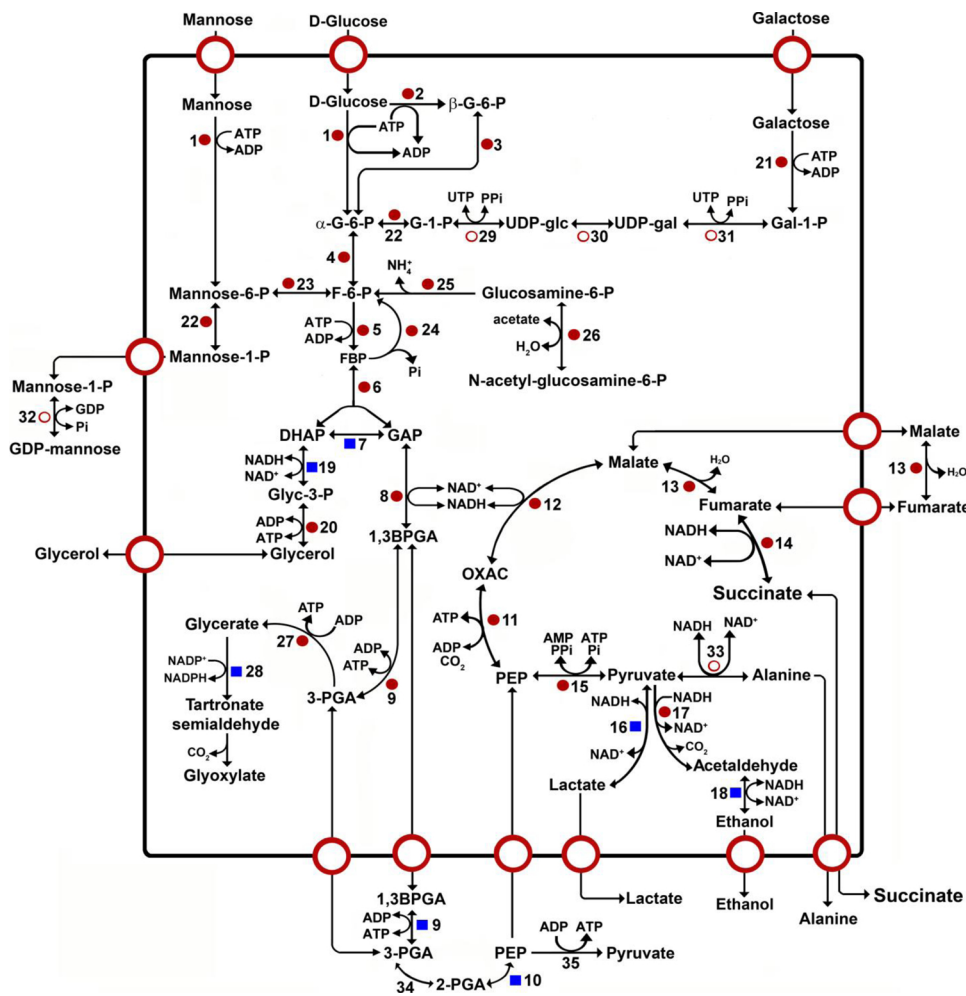 Mannose
D-Glucose
Galactose
Mannose
D-Glucose
2
β-G-6-P
ATP
ADP
1
ATP
ADP
1
3
Galactose
21
ATP
ADP
UTP
PPi
UTP
PPi
α-G-6-P
22
G-1-P
29
UDP-glc
30
UDP-gal
31
Gal-1-P
4
NH₄⁺
25
Mannose-6-P
23
F-6-P
Glucosamine-6-P
22
ATP
ADP
5
24
acetate
H₂O
26
Mannose-1-P
FBP
Pi
N-acetyl-glucosamine-6-P
6
Mannose-1-P
32
GDP
Pi
GDP-mannose
DHAP
7
GAP
NADH
NAD⁺
19
Glyc-3-P
ADP
ATP
20
Glycerol
Glycerol
8
NAD⁺
NADH
12
1,3BPGA
Malate
H₂O
13
Fumarate
Malate
13
H₂O
Fumarate
NADH
NAD⁺
14
Succinate
OXAC
ATP
ADP
CO₂
11
Glycerate
27
ATP
ADP
NADP⁺
NADPH
28
Tartronate
semialdehyde
CO₂
Glyoxylate
3-PGA
ADP
ATP
9
PEP
AMP
PPi
ATP
Pi
15
Pyruvate
NADH
NAD⁺
33
Alanine
NADH
16
NAD⁺
Lactate
NADH
17
NAD⁺
CO₂
Acetaldehyde
18
NADH
NAD⁺
Ethanol
1,3BPGA
ADP
ATP
9
3-PGA
34
2-PGA
10
PEP
ADP
ATP
35
Pyruvate
Lactate
Ethanol
Alanine
Succinate